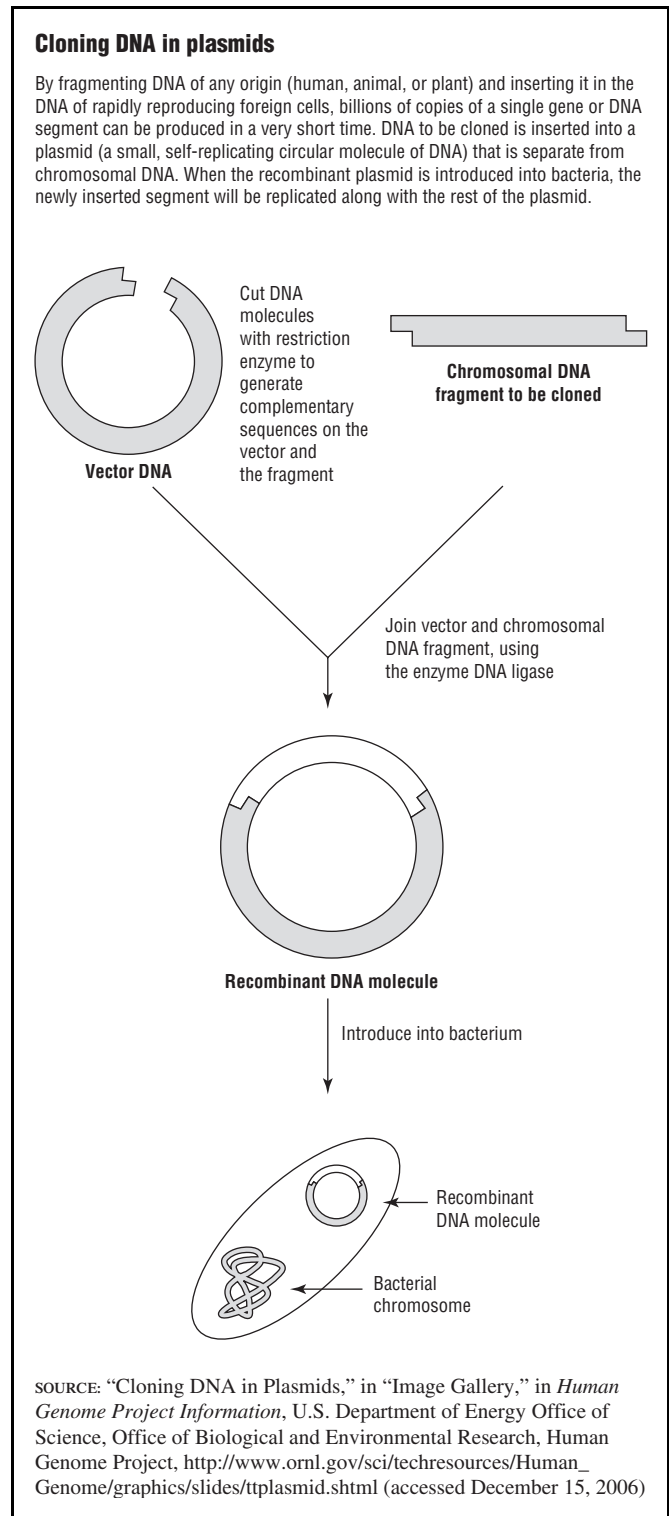 Cloning DNA in plasmids
By fragmenting DNA of any origin (human, animal, or plant) and inserting it in the
DNA of rapidly reproducing foreign cells, billions of copies of a single gene or DNA
segment can be produced in a very short time. DNA to be cloned is inserted into a
plasmid (a small, self-replicating circular molecule of DNA) that is separate from
chromosomal DNA. When the recombinant plasmid is introduced into bacteria, the
newly inserted segment will be replicated along with the rest of the plasmid.
Cut DNA
molecules
with restriction
enzyme to
generate
complementary
sequences on the
vector and
the fragment
Chromosomal DNA
fragment to be cloned
Vector DNA
Join vector and chromosomal
DNA fragment, using
the enzyme DNA ligase
Recombinant DNA molecule
Introduce into bacterium
Recombinant
DNA molecule
Bacterial
chromosome
SOURCE: “Cloning DNA in Plasmids,” in “Image Gallery,” in Human
Genome Project Information, U.S. Department of Energy Office of
Science, Office of Biological and Environmental Research, Human
Genome Project, http://www.ornl.gov/sci/techresources/Human_
Genome/graphics/slides/ttplasmid.shtml (accessed December 15, 2006)